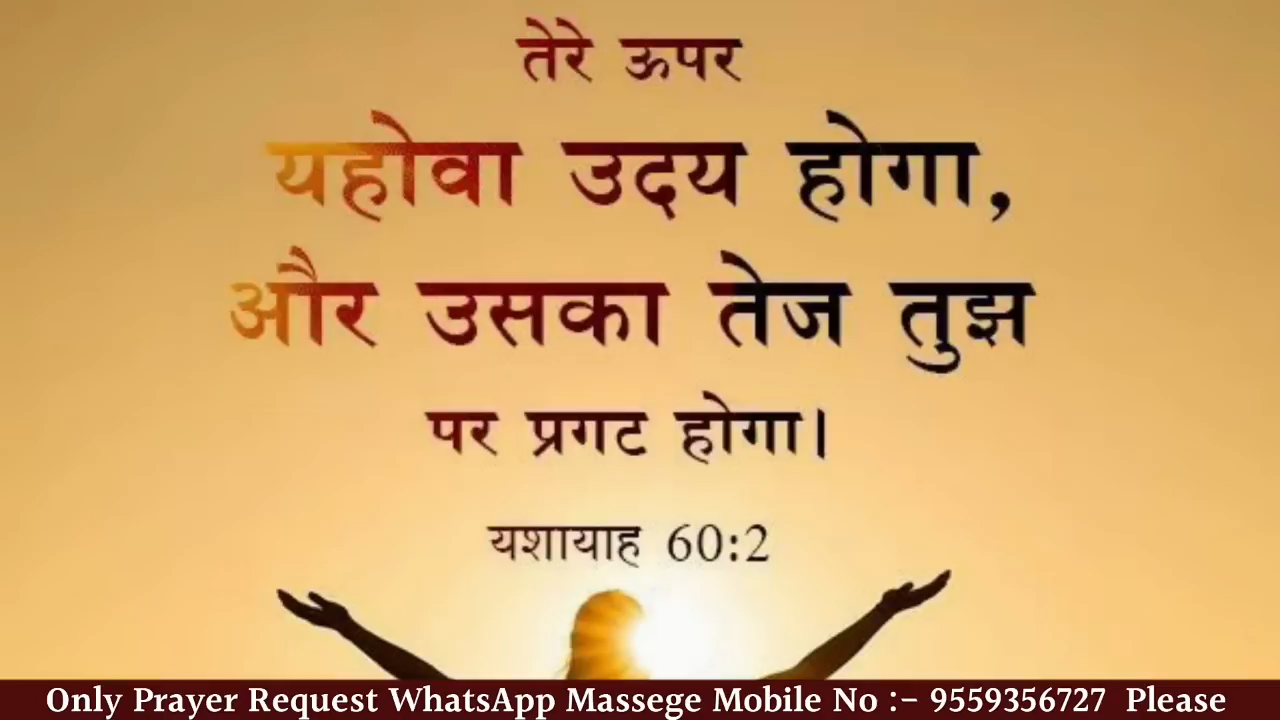 तेरे ऊपर
यहोवा उदय होगा,
और उसका तेज तुझ
पर प्रगट होगा।
यशायाह 60:2
Only Prayer Request WhatsApp Massege Mobile No :- 9559356727 Please